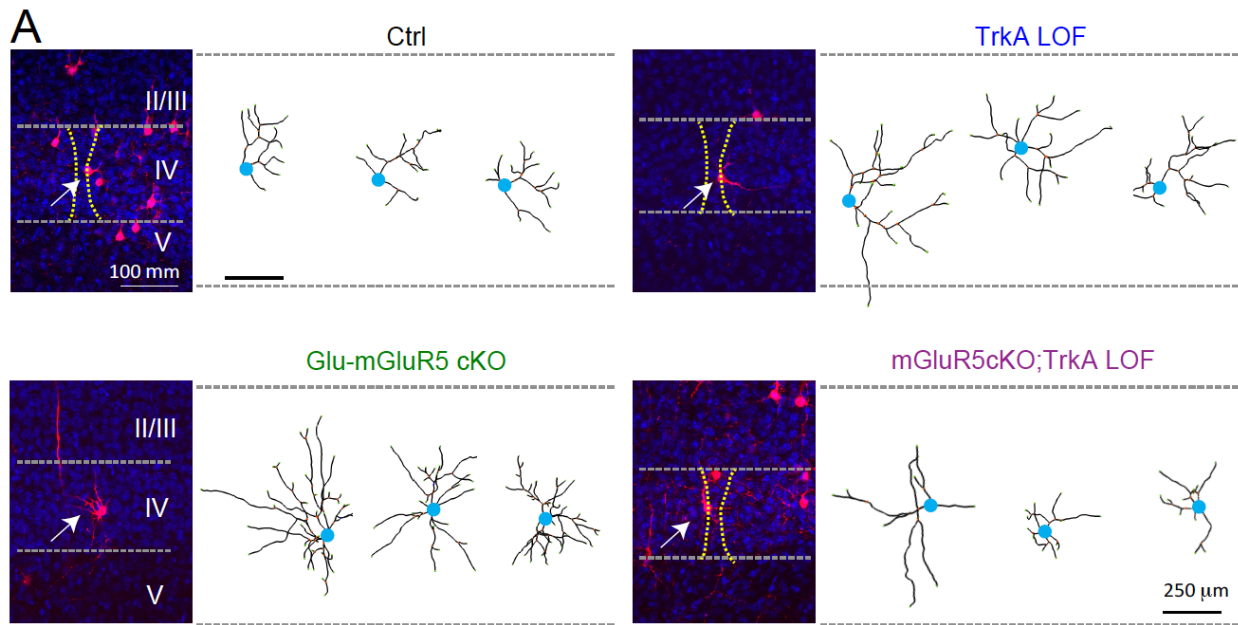 A
Ctrl
TrkA LOF
II/III
IV
V
100 mm
Glu-mGluR5 cKO
mGluR5cKO;TrkA LOF
II/III
IV
V
250 μm